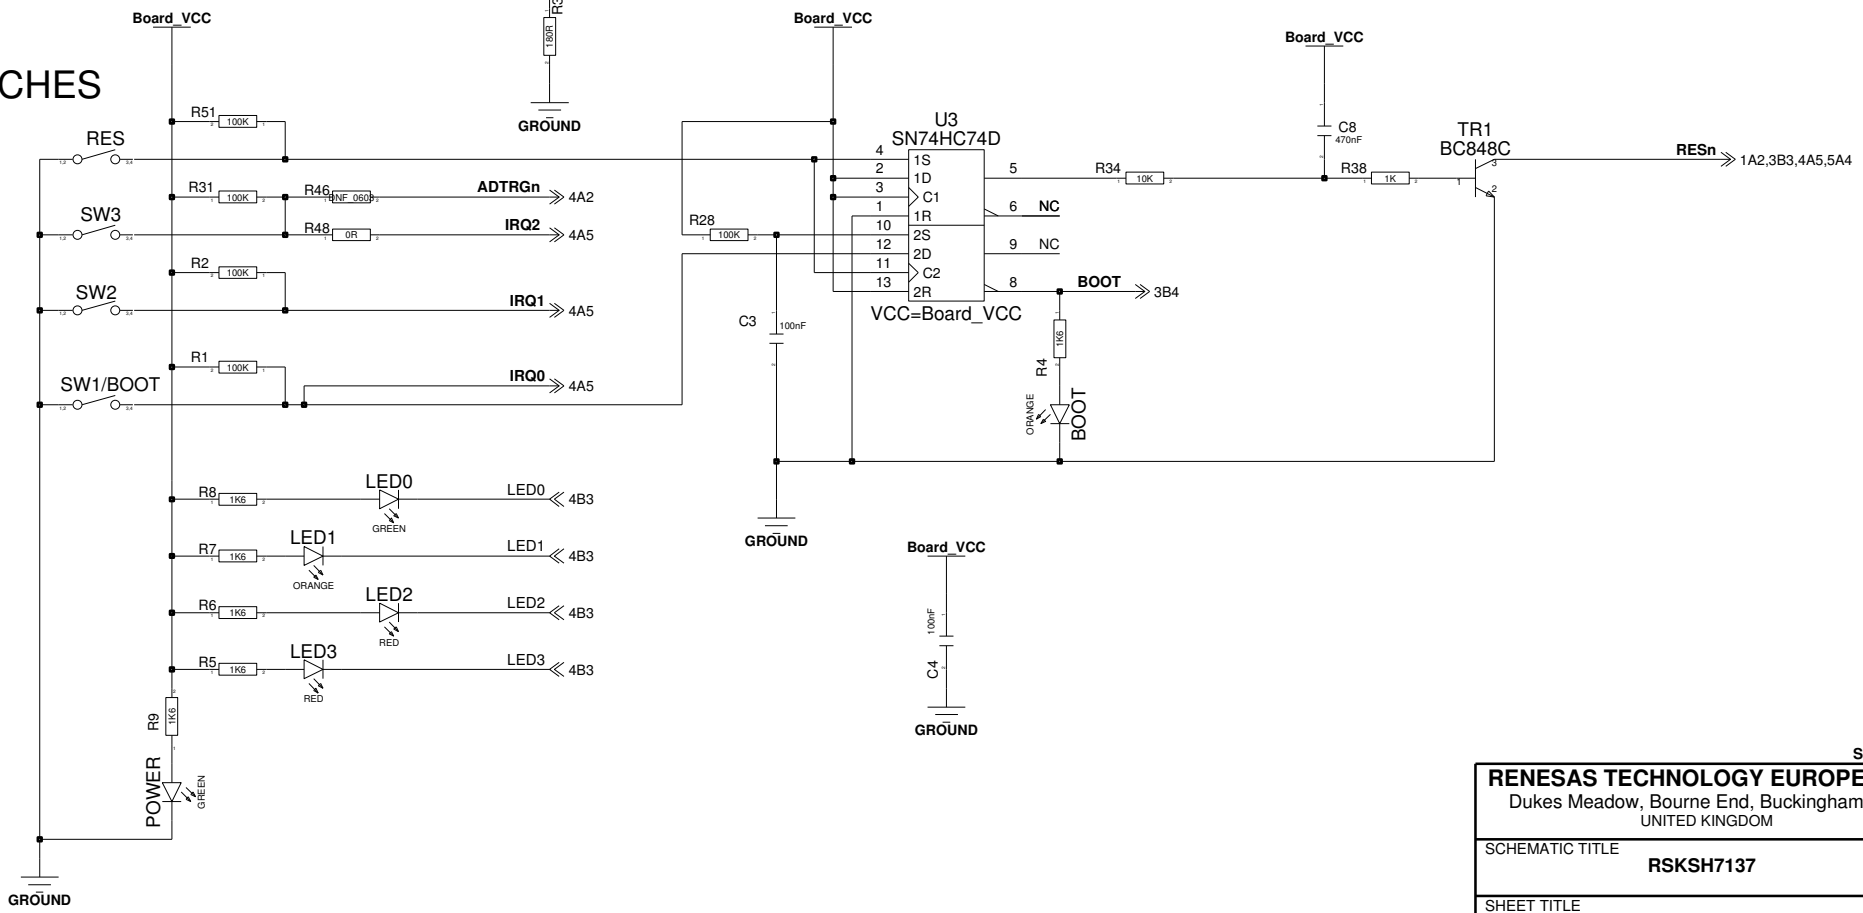 Board_VCC
R3
180R
GROUND
Board_VCC
Board_VCC
CHES
R51
100K
RES
R31
100K
R46
DNF_0603
ADTRGn
4A2
SW3
R48
0R
IRQ2
4A5
R2
100K
SW2
IRQ1
4A5
R1
100K
SW1/BOOT
IRQ0
4A5
R28
100K
C3
100nF
U3
SN74HC74D
4
1S
2
1D
3
C1
1
1R
10
2S
12
2D
11
C2
13
2R
5
6
NC
9
NC
8
BOOT
3B4
VCC=Board_VCC
R4
1K6
ORANGE
BOOT
R34
10K
C8
470nF
R38
1K
TR1
BC848C
1
3
2
RESn
1A2,3B3,4A5,5A4
GROUND
R8
1K6
LED0
GREEN
LED0
4B3
R7
1K6
LED1
ORANGE
LED1
4B3
R6
1K6
LED2
RED
LED2
4B3
R5
1K6
LED3
RED
LED3
4B3
R9
1K6
POWER
GREEN
GROUND
Board_VCC
100nF
C4
GROUND
S
RENESAS TECHNOLOGY EUROPE
Dukes Meadow, Bourne End, Buckingham
UNITED KINGDOM
SCHEMATIC TITLE
RSKSH7137
SHEET TITLE